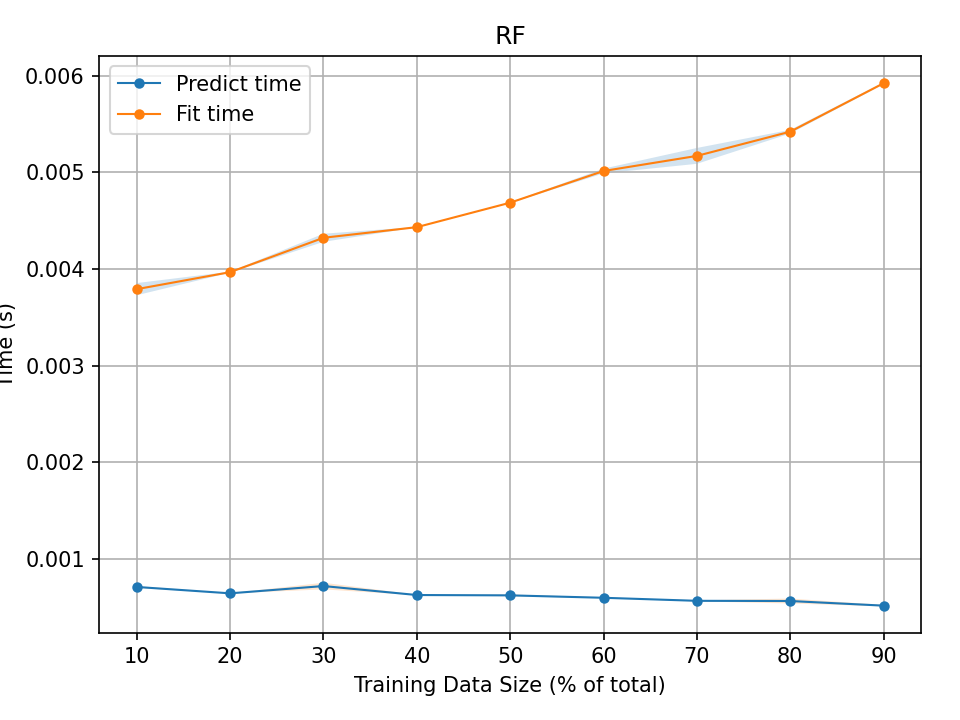 RF
Predict time
Fit time
0.006
0.005
0.004
0.003
0.002
0.001
Time (s)
10 20 30 40 50 60 70 80 90
Training Data Size (% of total)